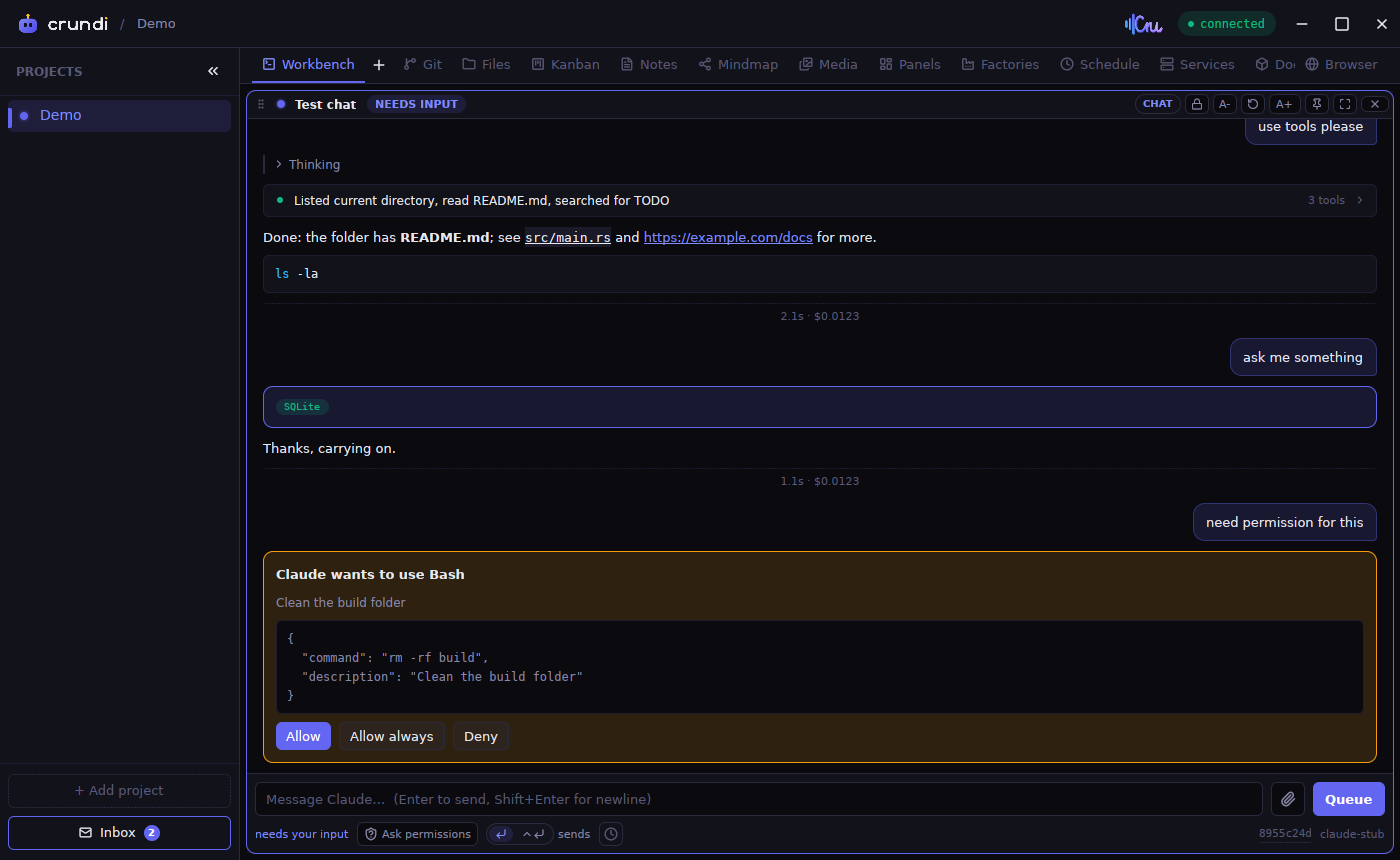 crundi / Demo
Cru
connected
PROJECTS
Workbench + Git Files Kanban Notes Mindmap Media Panels Factories Schedule Services Doc Browser
Demo
Test chat NEEDS INPUT
CHAT A- A+
use tools please
Thinking
Listed current directory, read README.md, searched for TODO
3 tools
Done: the folder has README.md; see src/main.rs and https://example.com/docs for more.
ls -la
2.1s · $0.0123
ask me something
SQLite
Thanks, carrying on.
1.1s · $0.0123
need permission for this
Claude wants to use Bash
Clean the build folder
{
"command": "rm -rf build",
"description": "Clean the build folder"
}
Allow Allow always Deny
+ Add project
Inbox 2
Message Claude... (Enter to send, Shift+Enter for newline)
Queue
needs your input Ask permissions sends
8955c24d claude-stub